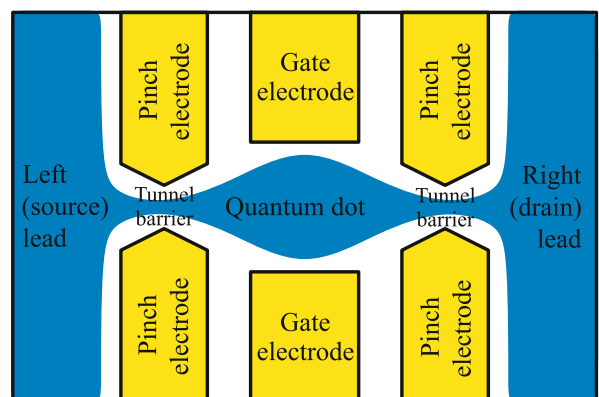 Pinch
electrode
Gate
electrode
Pinch
electrode
Left
(source)
lead
Tunnel
barrier
Quantum dot
Tunnel
barrier
Right
(drain)
lead
Pinch
electrode
Gate
electrode
Pinch
electrode